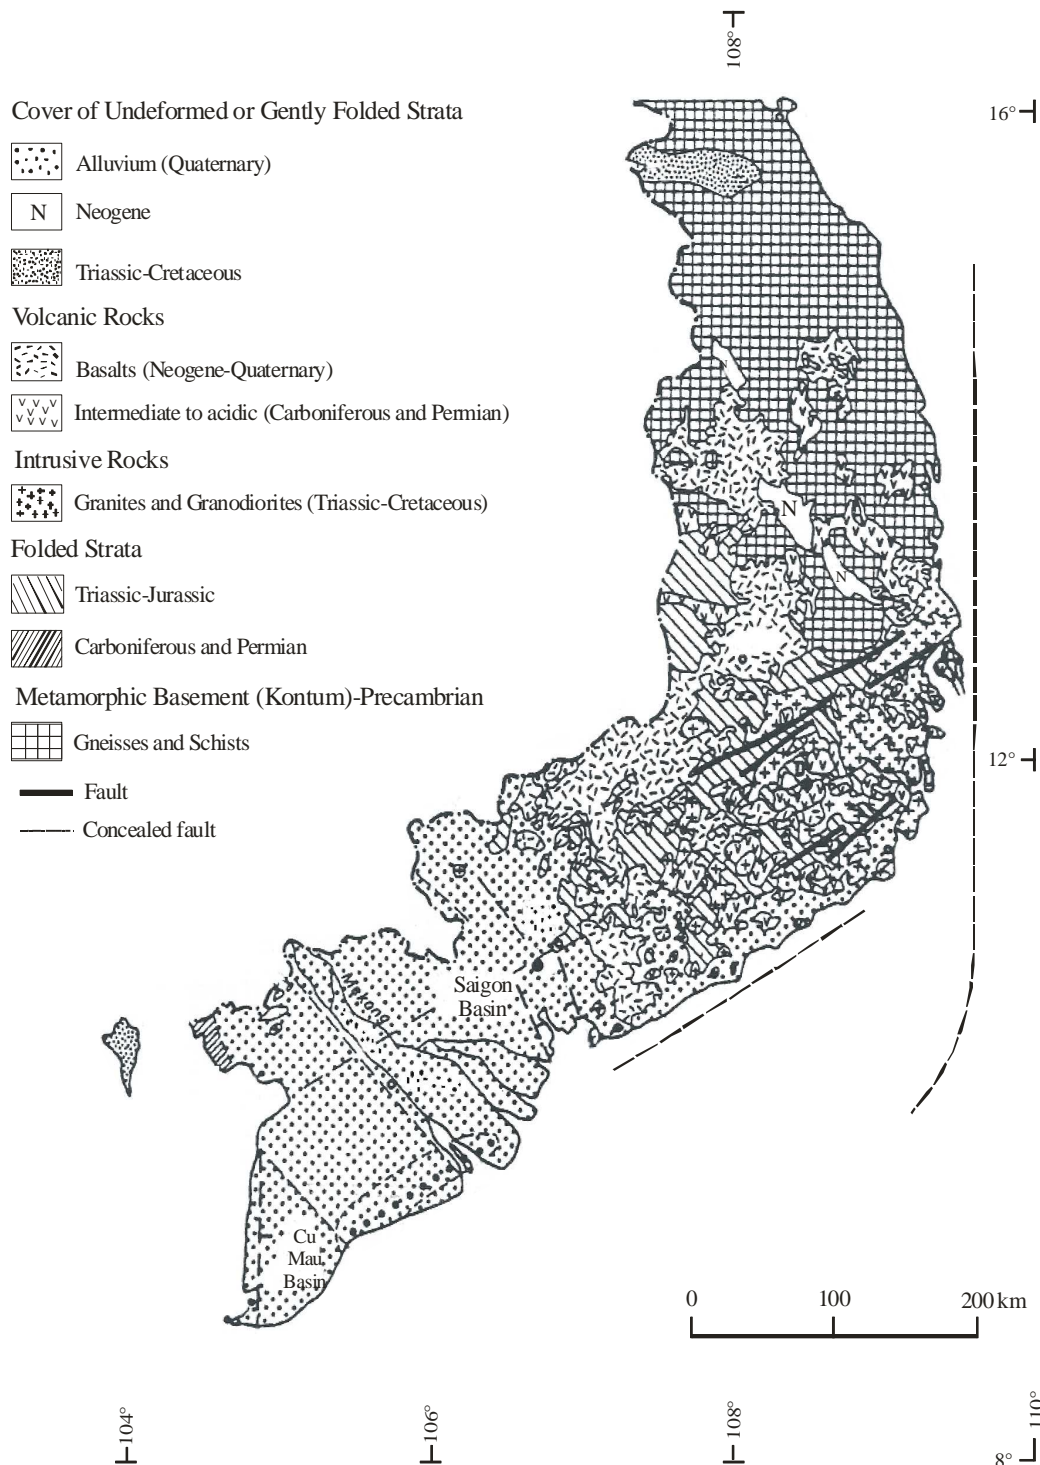 108°
16°
Cover of Undeformed or Gently Folded Strata
Alluvium (Quaternary)
N
Neogene
Triassic-Cretaceous
Volcanic Rocks
Basalts (Neogene-Quaternary)
Intermediate to acidic (Carboniferous and Permian)
Intrusive Rocks
Granites and Granodiorites (Triassic-Cretaceous)
Folded Strata
Triassic-Jurassic
Carboniferous and Permian
Metamorphic Basement (Kontum)-Precambrian
Gneisses and Schists
Fault
Concealed fault
N
N
N
12°
Mekong
Saigon
Basin
Cu
Mau
Basin
0
100
200 km
104°
106°
108°
110°
8°